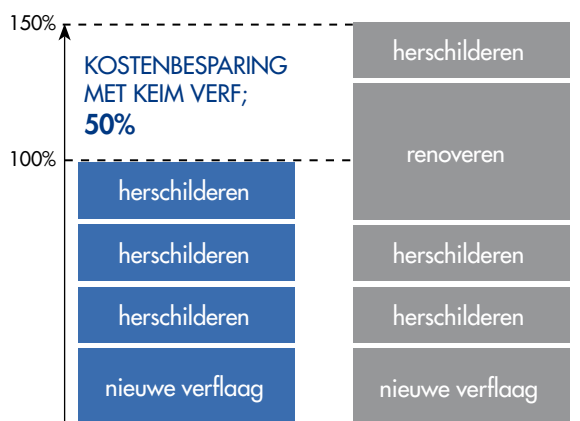 150%
KOSTENBESPARING
MET KEIM VERF;
50%
100%
herschilderen
herschilderen
herschilderen
nieuwe verflaag
herschilderen
renoveren
herschilderen
herschilderen
nieuwe verflaag